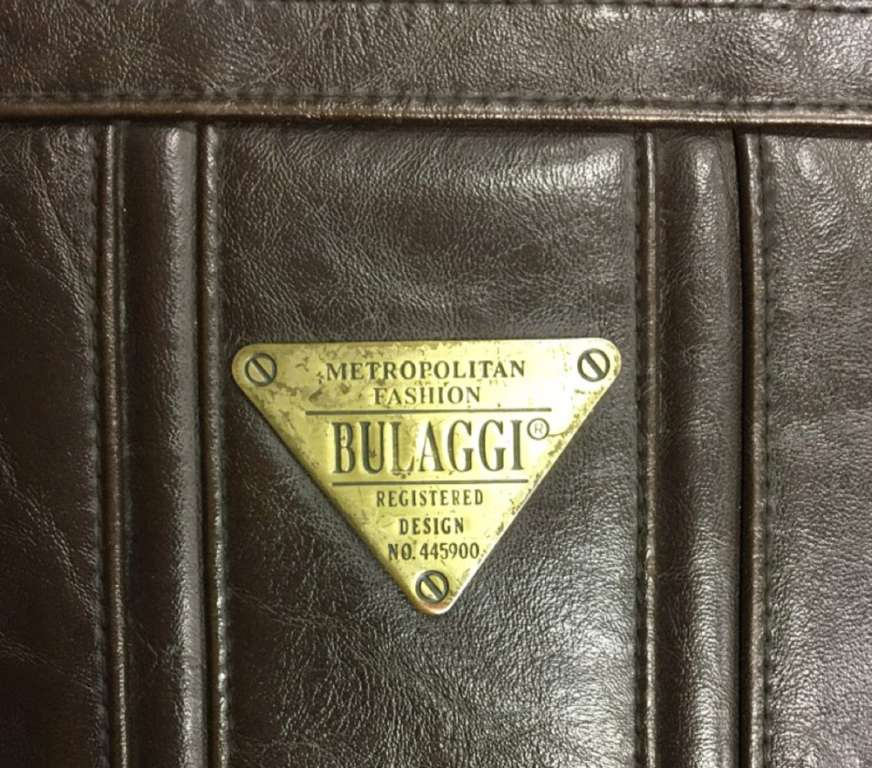 METROPOLITAN
FASHION
BULAGGI®
REGISTERED
DESIGN
NO. 445900